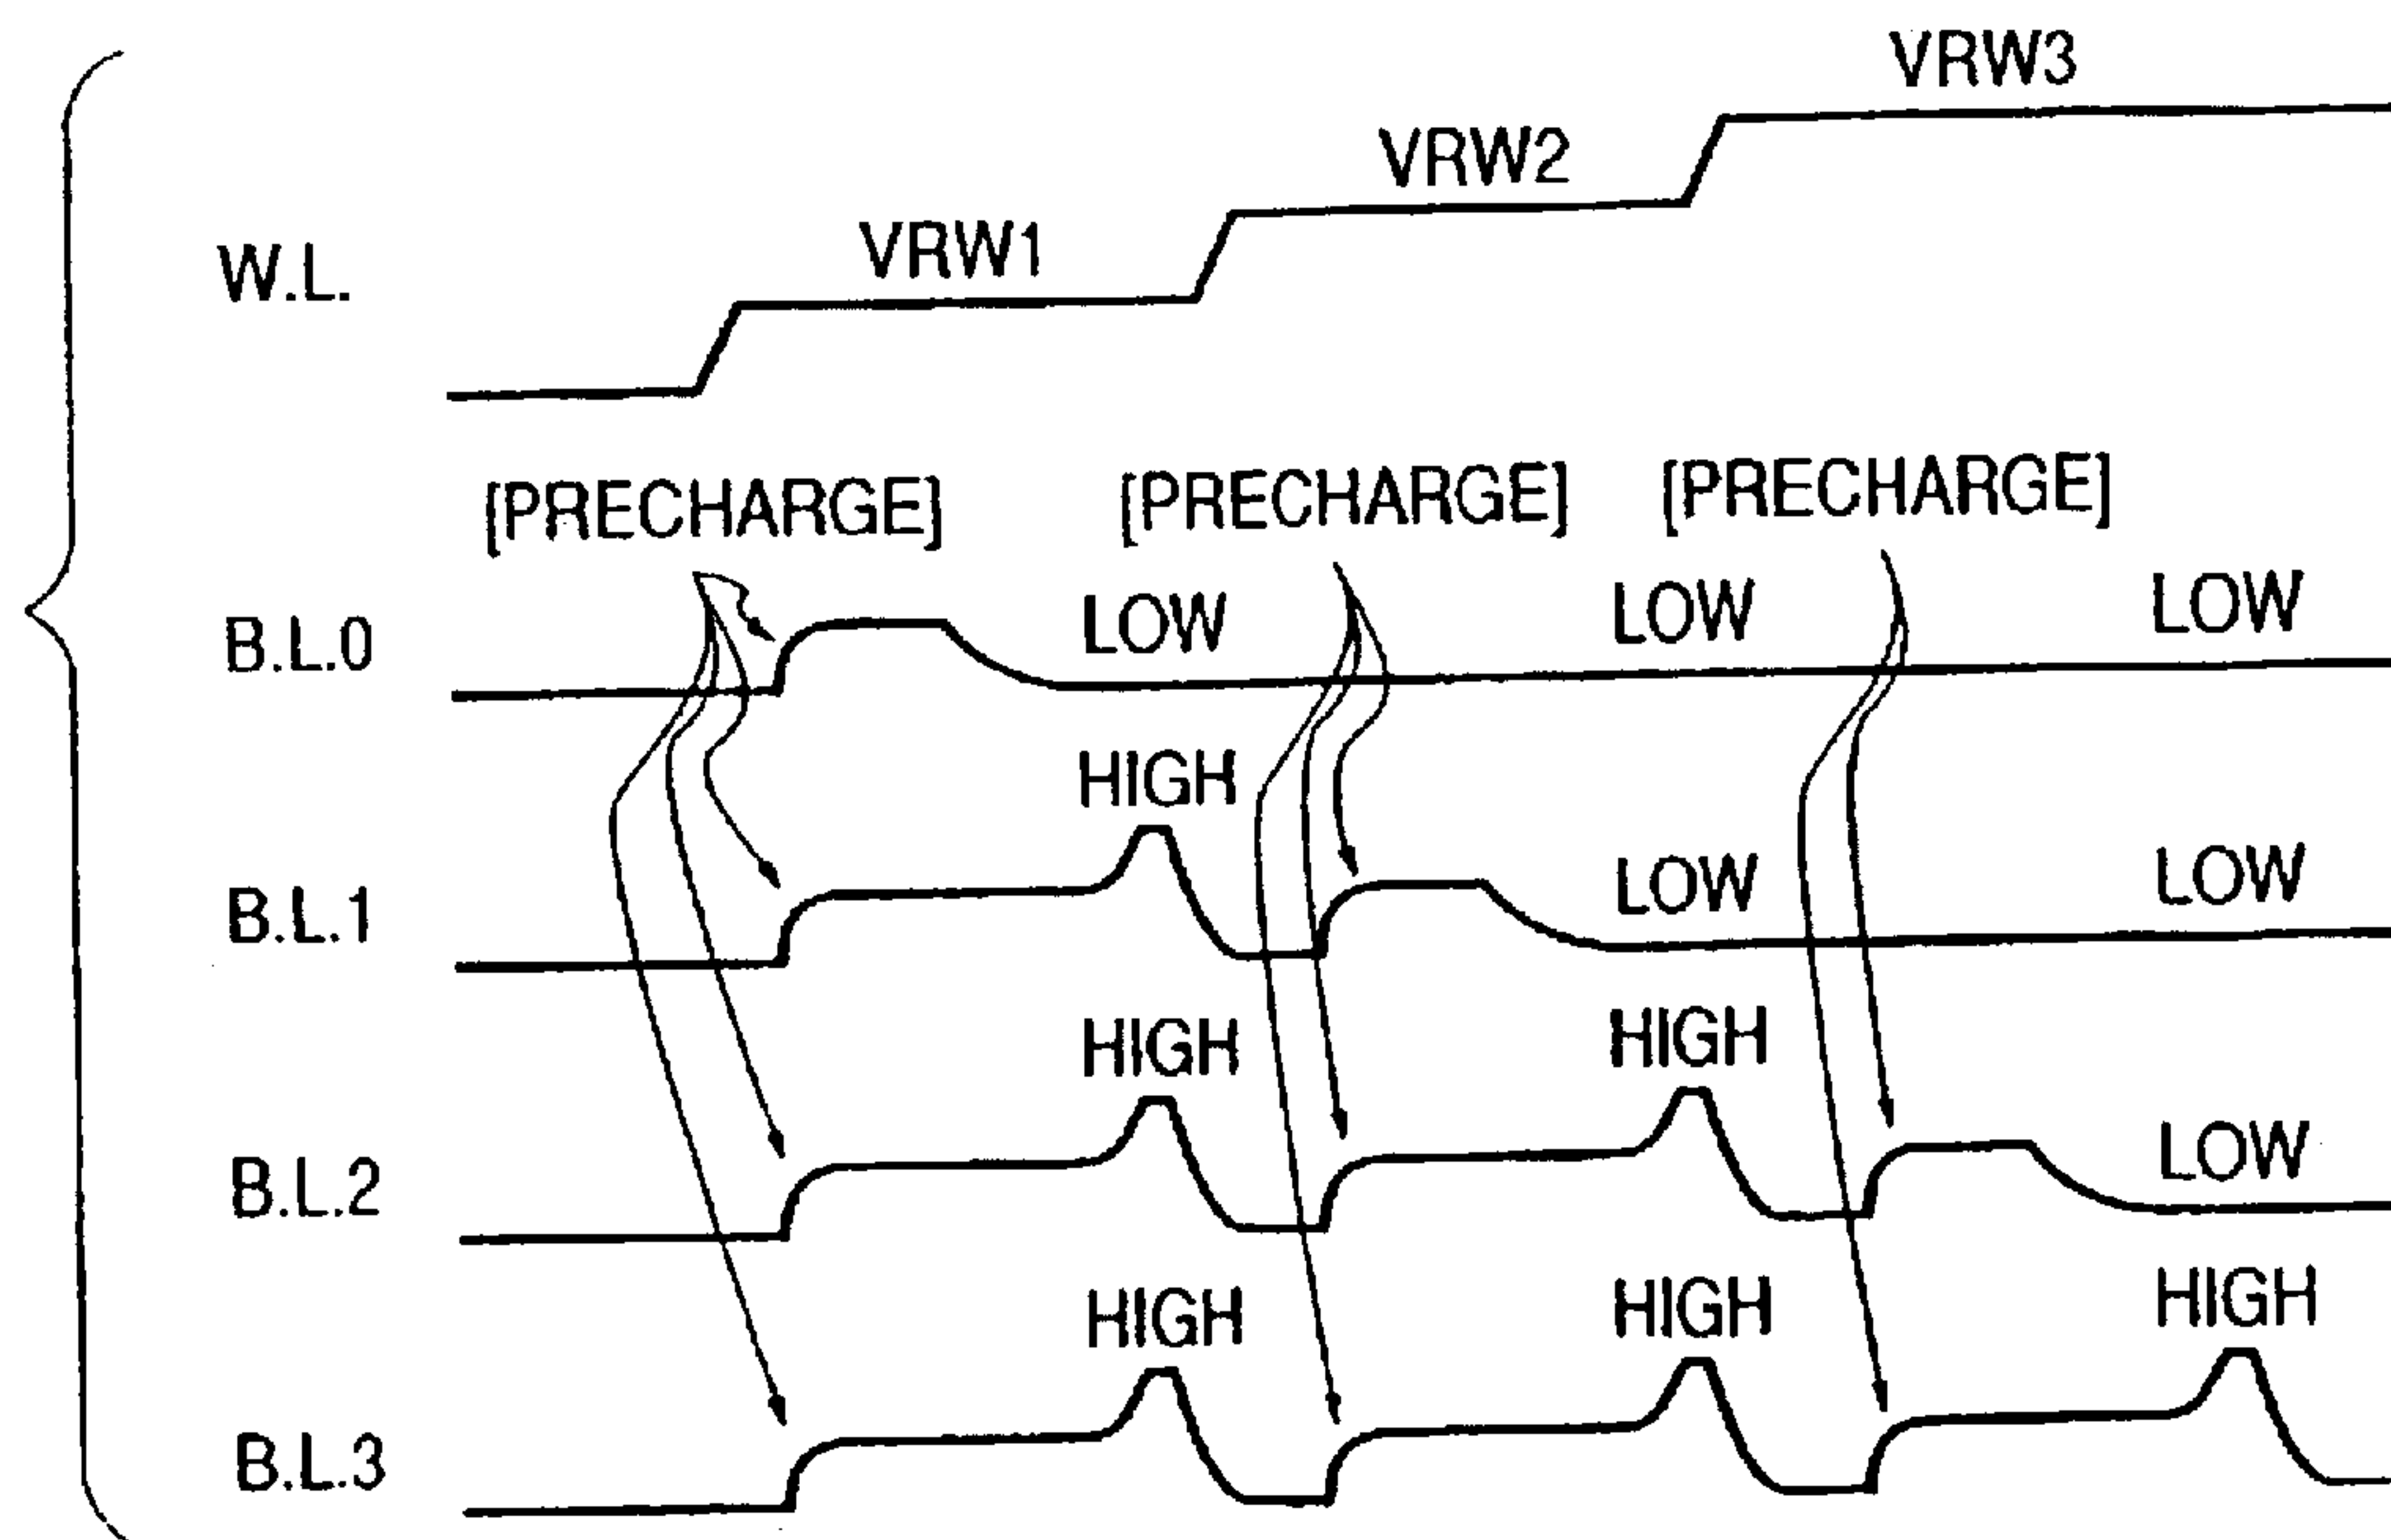 VRW3
VRW2
VRW1
W.L.
[PRECHARGE] [PRECHARGE] [PRECHARGE]
B.L.0 LOW LOW LOW
HIGH
B.L.1 LOW LOW
HIGH HIGH
B.L.2 LOW
HIGH HIGH HIGH
B.L.3